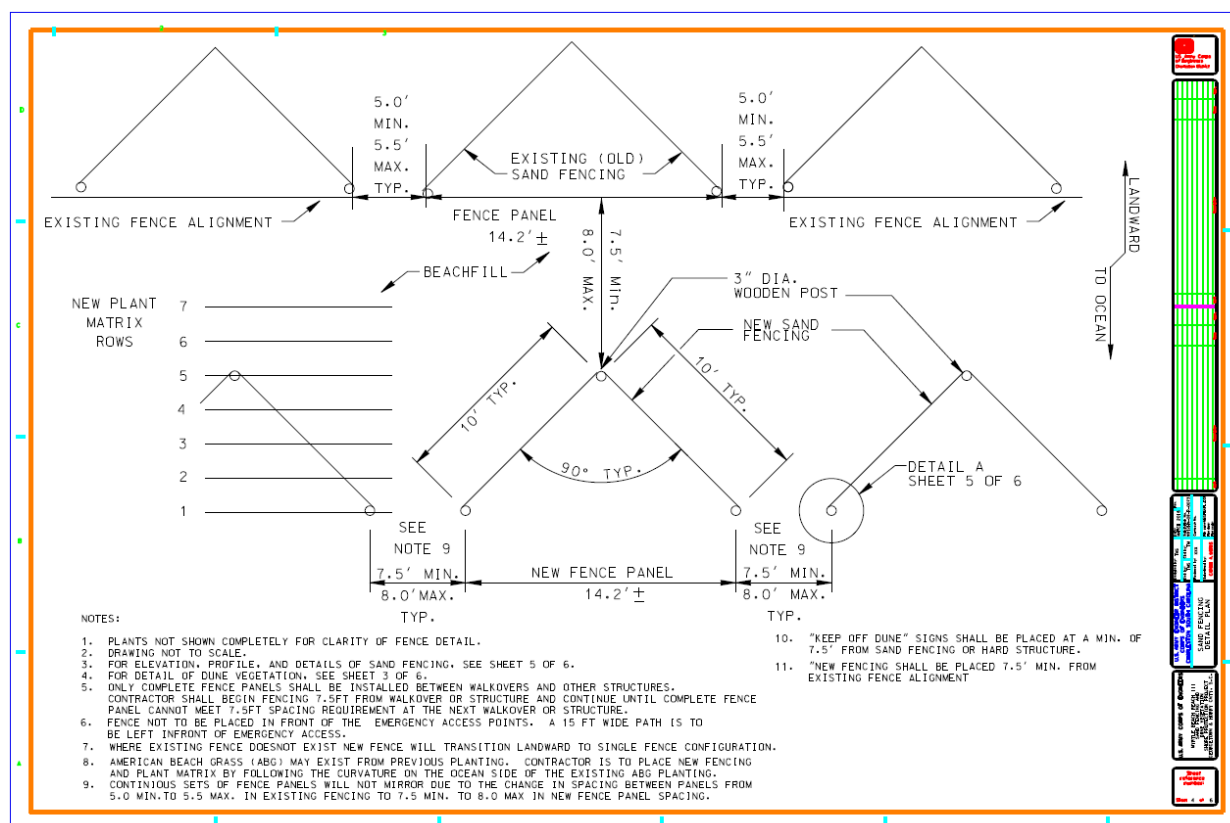 5.0'
MIN.
5.5'
MAX.
TYP.
EXISTING (OLD)
SAND FENCING
5.0'
MIN.
5.5'
MAX.
TYP.
EXISTING FENCE ALIGNMENT
FENCE PANEL
14.2'±
7.5' Min.
8.0' MAX.
EXISTING FENCE ALIGNMENT
LANDWARD
TO OCEAN
BEACHFILL
3" DIA.
WOODEN POST
NEW SAND
FENCING
NEW PLANT
MATRIX
ROWS
7
6
5
4
3
2
1
10' TYP.
10' TYP.
90° TYP.
DETAIL A
SHEET 5 OF 6
SEE
NOTE 9
7.5' MIN.
8.0'MAX.
TYP.
NEW FENCE PANEL
14.2'±
SEE
NOTE 9
7.5' MIN.
8.0' MAX.
TYP.
NOTES:
1. PLANTS NOT SHOWN COMPLETELY FOR CLARITY OF FENCE DETAIL.
2. DRAWING NOT TO SCALE.
3. FOR ELEVATION, PROFILE, AND DETAILS OF SAND FENCING, SEE SHEET 5 OF 6.
4. FOR DETAIL OF DUNE VEGETATION, SEE SHEET 3 OF 6.
5. ONLY COMPLETE FENCE PANELS SHALL BE INSTALLED BETWEEN WALKOVERS AND OTHER STRUCTURES.
CONTRACTOR SHALL BEGIN FENCING 7.5FT FROM WALKOVER OR STRUCTURE AND CONTINUE UNTIL COMPLETE FENCE
PANEL CANNOT MEET 7.5FT SPACING REQUIREMENT AT THE NEXT WALKOVER OR STRUCTURE.
6. FENCE NOT TO BE PLACED IN FRONT OF THE EMERGENCY ACCESS POINTS. A 15 FT WIDE PATH IS TO
BE LEFT INFRONT OF EMERGENCY ACCESS.
7. WHERE EXISTING FENCE DOESNOT EXIST NEW FENCE WILL TRANSITION LANDWARD TO SINGLE FENCE CONFIGURATION.
8. AMERICAN BEACH GRASS (ABG) MAY EXIST FROM PREVIOUS PLANTING. CONTRACTOR IS TO PLACE NEW FENCING
AND PLANT MATRIX BY FOLLOWING THE CURVATURE ON THE OCEAN SIDE OF THE EXISTING ABG PLANTING.
9. CONTINIOUS SETS OF FENCE PANELS WILL NOT MIRROR DUE TO THE CHANGE IN SPACING BETWEEN PANELS FROM
5.0 MIN.TO 5.5 MAX. IN EXISTING FENCING TO 7.5 MIN. TO 8.0 MAX IN NEW FENCE PANEL SPACING.
10. "KEEP OFF DUNE" SIGNS SHALL BE PLACED AT A MIN. OF
7.5' FROM SAND FENCING OR HARD STRUCTURE.
11. "NEW FENCING SHALL BE PLACED 7.5' MIN. FROM
EXISTING FENCE ALIGNMENT
D
C
B
A
US Army Corps
of Engineers
SAND FENCING
DETAIL PLAN
U.S. ARMY CORPS OF ENGINEERS
Sheet
reference
number:
Sheet 4 of 6